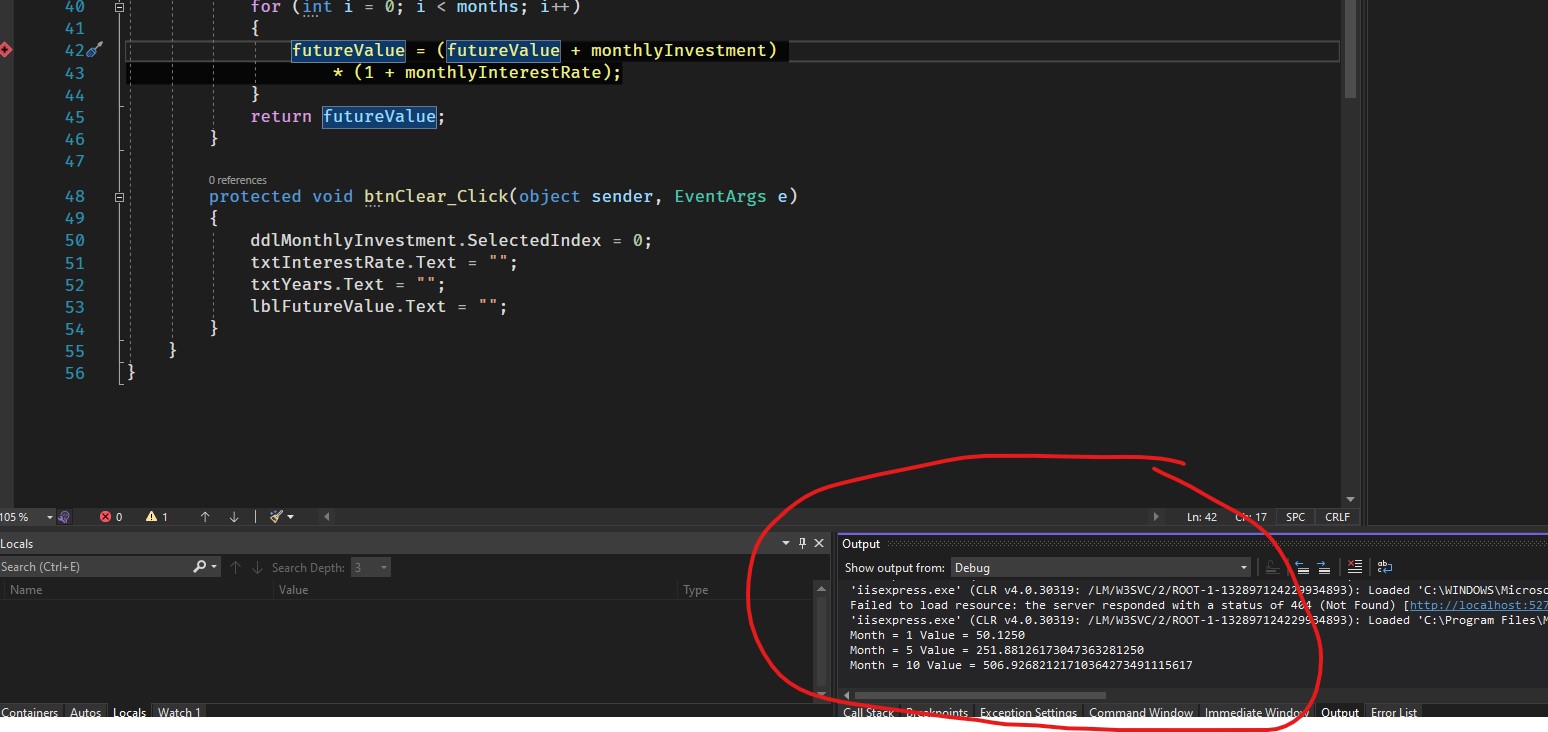 40 for (int i = 0; i < months; i++)
41 {
42 futureValue = (futureValue + monthlyInvestment)
43 * (1 + monthlyInterestRate);
44 }
45 return futureValue;
46 }
47
0 references
48 protected void btnClear_Click(object sender, EventArgs e)
49 {
50 ddlMonthlyInvestment.SelectedIndex = 0;
51 txtInterestRate.Text = "";
52 txtYears.Text = "";
53 lblFutureValue.Text = "";
54 }
55 }
56 }
105 % 0 1 Ln: 42 Ch: 17 SPC CRLF
Locals
Search (Ctrl+E) Search Depth: 3
Name Value Type
Containers Autos Locals Watch 1
Output
Show output from: Debug
'iisexpress.exe' (CLR v4.0.30319: /LM/W3SVC/2/ROOT-1-132897124229934893): Loaded 'C:\WINDOWS\Microso
Failed to load resource: the server responded with a status of 404 (Not Found) [http://localhost:527
'iisexpress.exe' (CLR v4.0.30319: /LM/W3SVC/2/ROOT-1-132897124229934893): Loaded 'C:\Program Files\M
Month = 1 Value = 50.1250
Month = 5 Value = 251.88126173047363281250
Month = 10 Value = 506.92682121710364273491115617
Call Stack Breakpoints Exception Settings Command Window Immediate Window Output Error List